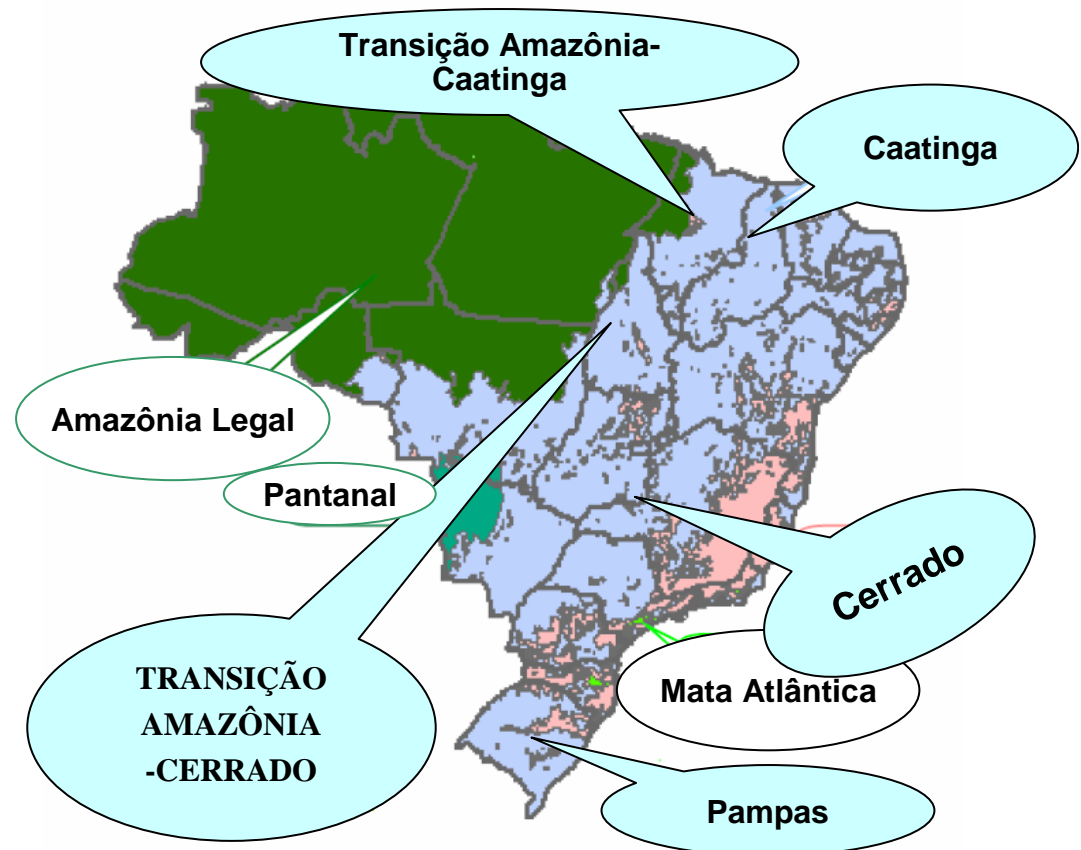 Transição Amazônia-
Caatinga
Caatinga
Amazônia Legal
Pantanal
Cerrado
TRANSIÇÃO
AMAZÔNIA
-CERRADO
Mata Atlântica
Pampas